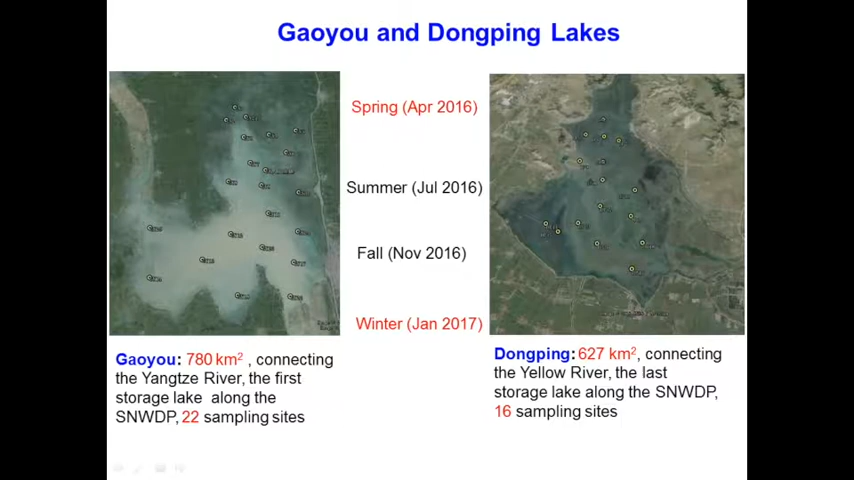 Gaoyou and Dongping Lakes
Spring (Apr 2016)
Summer (Jul 2016)
Fall (Nov 2016)
Winter (Jan 2017)
Gaoyou: 780 km², connecting
the Yangtze River, the first
storage lake along the
SNWDP, 22 sampling sites
Dongping: 627 km², connecting
the Yellow River, the last
storage lake along the SNWDP,
16 sampling sites